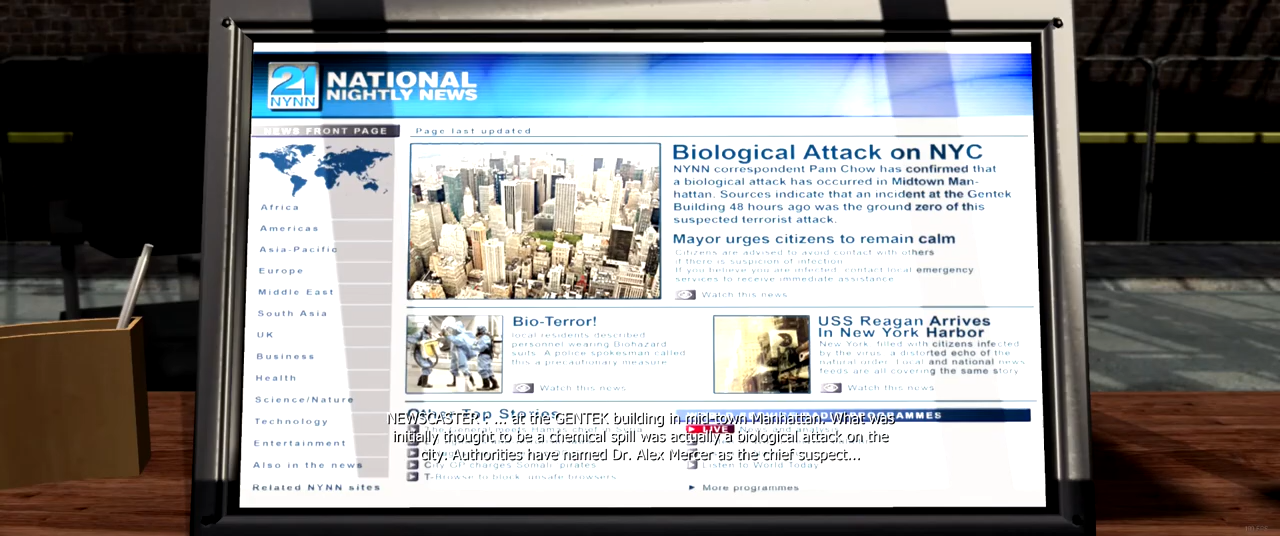 21
NYNN
NATIONAL
NIGHTLY NEWS
NEWS FRONT PAGE
Page last updated
Africa
Americas
Asia-Pacific
Europe
Middle East
South Asia
UK
Business
Health
Science/Nature
Technology
Entertainment
Also in the news
Related NYNN sites
Biological Attack on NYC
NYNN correspondent Pam Chow has confirmed that
a biological attack has occurred in Midtown Man-
hattan. Sources indicate that an incident at the Gentek
Building 48 hours ago was the ground zero of this
suspected terrorist attack.
Mayor urges citizens to remain calm
Citizens are advised to avoid contact with others
if there is suspicion of infection.
If you believe you are infected, contact local emergency
services to receive immediate assistance.
Watch this news
Bio-Terror!
local residents described
personnel wearing Biohazard
suits. A police spokesman called
this a precautionary measure.
Watch this news
USS Reagan Arrives
In New York Harbor
New York, filled with citizens infected
by the virus, a distorted echo of the
natural order. Local and national news
feeds are all covering the same story.
Watch this news
Other Top Stories
PROGRAMMES
LIVE News and analysis
City GP charges Somali pirates
Listen to World Today
T-Browse to block unsafe browsers
More programmes
NEWSCASTER : ... at the GENTEK building in mid-town Manhattan. What was
initially thought to be a chemical spill was actually a biological attack on the
city. Authorities have named Dr. Alex Mercer as the chief suspect...